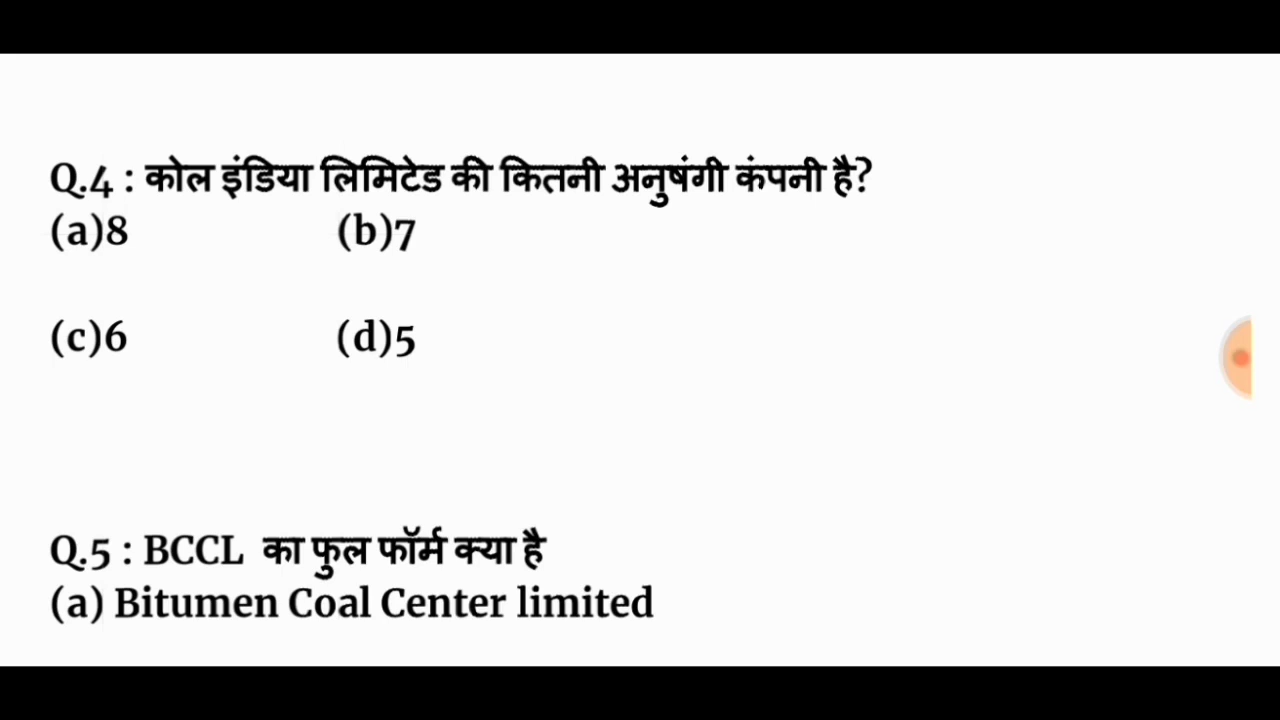 Q.4 : कोल इंडिया लिमिटेड की कितनी अनुषंगी कंपनी है?
(a)8 (b)7
(c)6 (d)5
Q.5 : BCCL का फुल फॉर्म क्या है
(a) Bitumen Coal Center limited